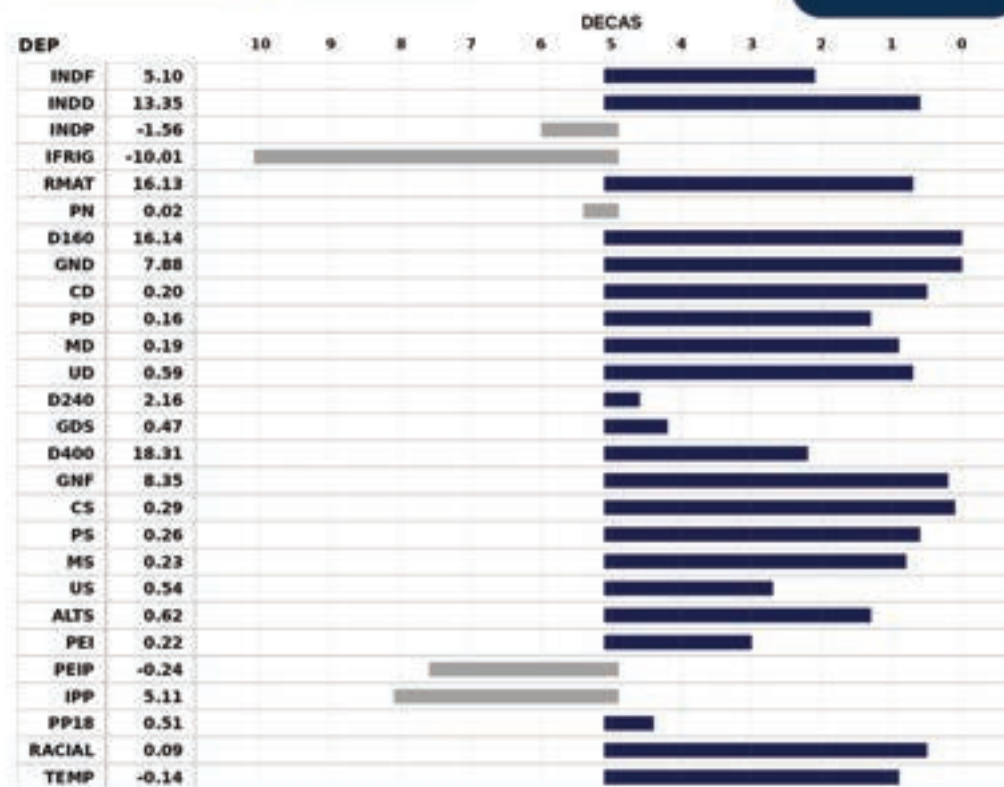 DECAS
DEP 10 9 8 7 6 5 4 3 2 1 0
INDF 5.10
INDD 13.35
INDP -1.56
IFRIG -10.01
RMAT 16.13
PN 0.02
D160 16.14
GND 7.88
CD 0.20
PD 0.16
MD 0.19
UD 0.59
D240 2.16
GDS 0.47
D400 18.31
GNF 8.35
CS 0.29
PS 0.26
MS 0.23
US 0.54
ALTS 0.62
PEI 0.22
PEIP -0.24
IPP 5.11
PP18 0.51
RACIAL 0.09
TEMP -0.14